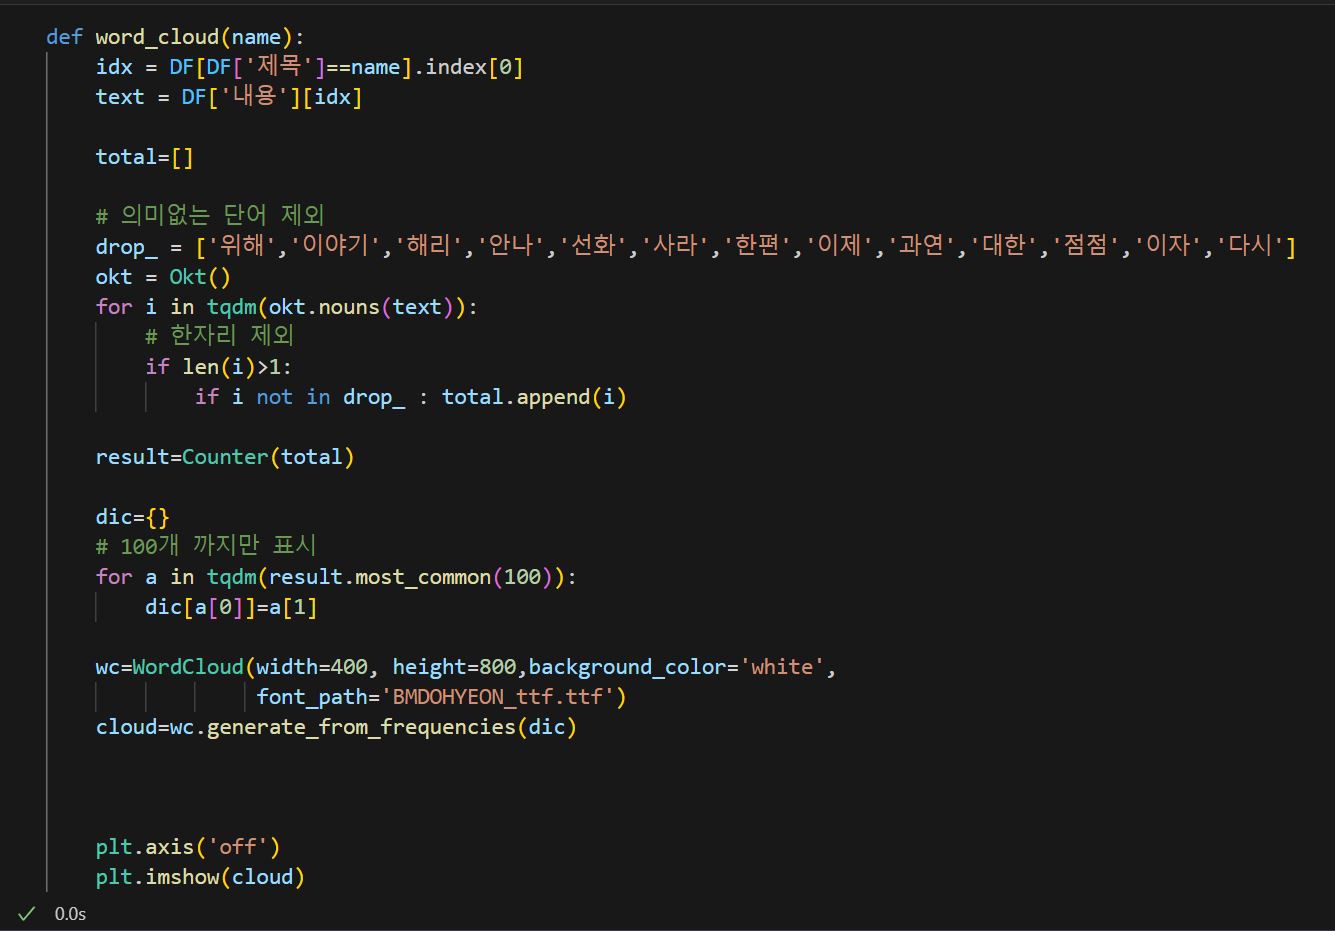 def word_cloud(name):
    idx = DF[DF['제목']==name].index[0]
    text = DF['내용'][idx]

    total=[]

    # 의미없는 단어 제외
    drop_ = ['위해','이야기','해리','안나','선화','사라','한편','이제','과연','대한','점점','이자','다시']
    okt = Okt()
    for i in tqdm(okt.nouns(text)):
        # 한자리 제외
        if len(i)>1:
            if i not in drop_ : total.append(i)

    result=Counter(total)

    dic={}
    # 100개 까지만 표시
    for a in tqdm(result.most_common(100)):
        dic[a[0]]=a[1]

    wc=WordCloud(width=400, height=800,background_color='white',
                 font_path='BMDOHYEON_ttf.ttf')
    cloud=wc.generate_from_frequencies(dic)

    plt.axis('off')
    plt.imshow(cloud)
0.0s